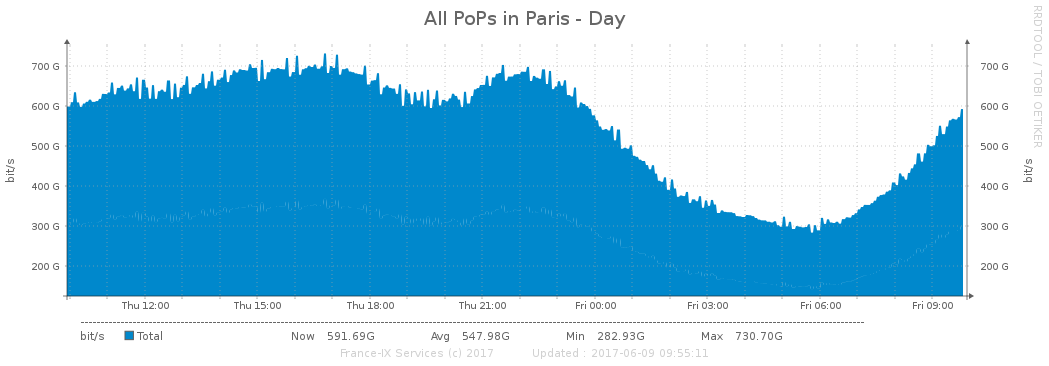 All PoPs in Paris - Day
RRDTOOL / TOBI OETIKER
bit/s
bit/s
700 G 700 G
600 G 600 G
500 G 500 G
400 G 400 G
300 G 300 G
200 G 200 G
Thu 12:00 Thu 15:00 Thu 18:00 Thu 21:00 Fri 00:00 Fri 03:00 Fri 06:00 Fri 09:00
bit/s Total Now 591.69G Avg 547.98G Min 282.93G Max 730.70G
France-IX Services (c) 2017 Updated : 2017-06-09 09:55:11